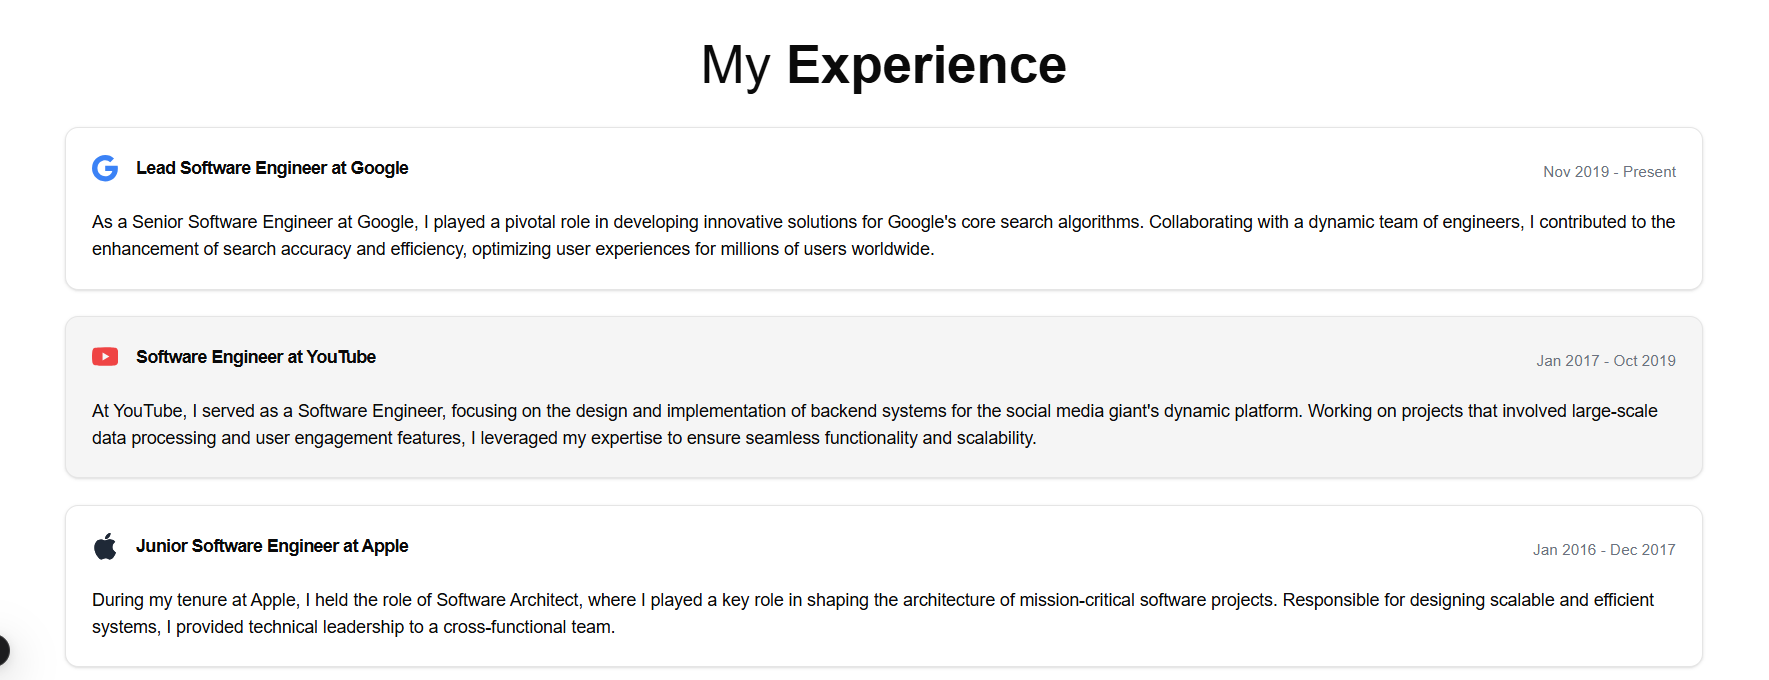 My Experience
Lead Software Engineer at Google
Nov 2019 - Present
As a Senior Software Engineer at Google, I played a pivotal role in developing innovative solutions for Google's core search algorithms. Collaborating with a dynamic team of engineers, I contributed to the
enhancement of search accuracy and efficiency, optimizing user experiences for millions of users worldwide.
Software Engineer at YouTube
Jan 2017 - Oct 2019
At YouTube, I served as a Software Engineer, focusing on the design and implementation of backend systems for the social media giant's dynamic platform. Working on projects that involved large-scale
data processing and user engagement features, I leveraged my expertise to ensure seamless functionality and scalability.
Junior Software Engineer at Apple
Jan 2016 - Dec 2017
During my tenure at Apple, I held the role of Software Architect, where I played a key role in shaping the architecture of mission-critical software projects. Responsible for designing scalable and efficient
systems, I provided technical leadership to a cross-functional team.